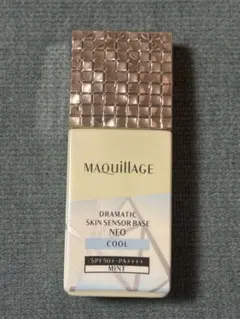 MAQuillAGE
DRAMATIC
SKIN SENSOR BASE
NEO
COOL
SPF50+・PA++++
MINT